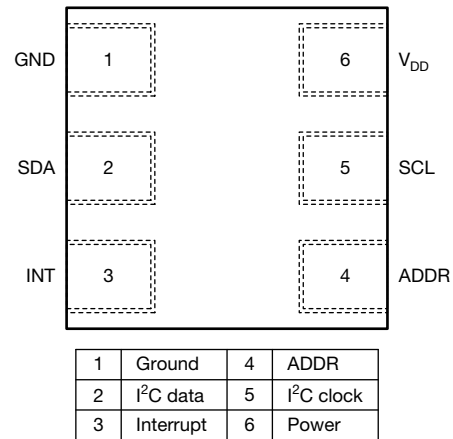 GND 1 6 V_DD
SDA 2 5 SCL
INT 3 4 ADDR
1 Ground 4 ADDR
2 I²C data 5 I²C clock
3 Interrupt 6 Power